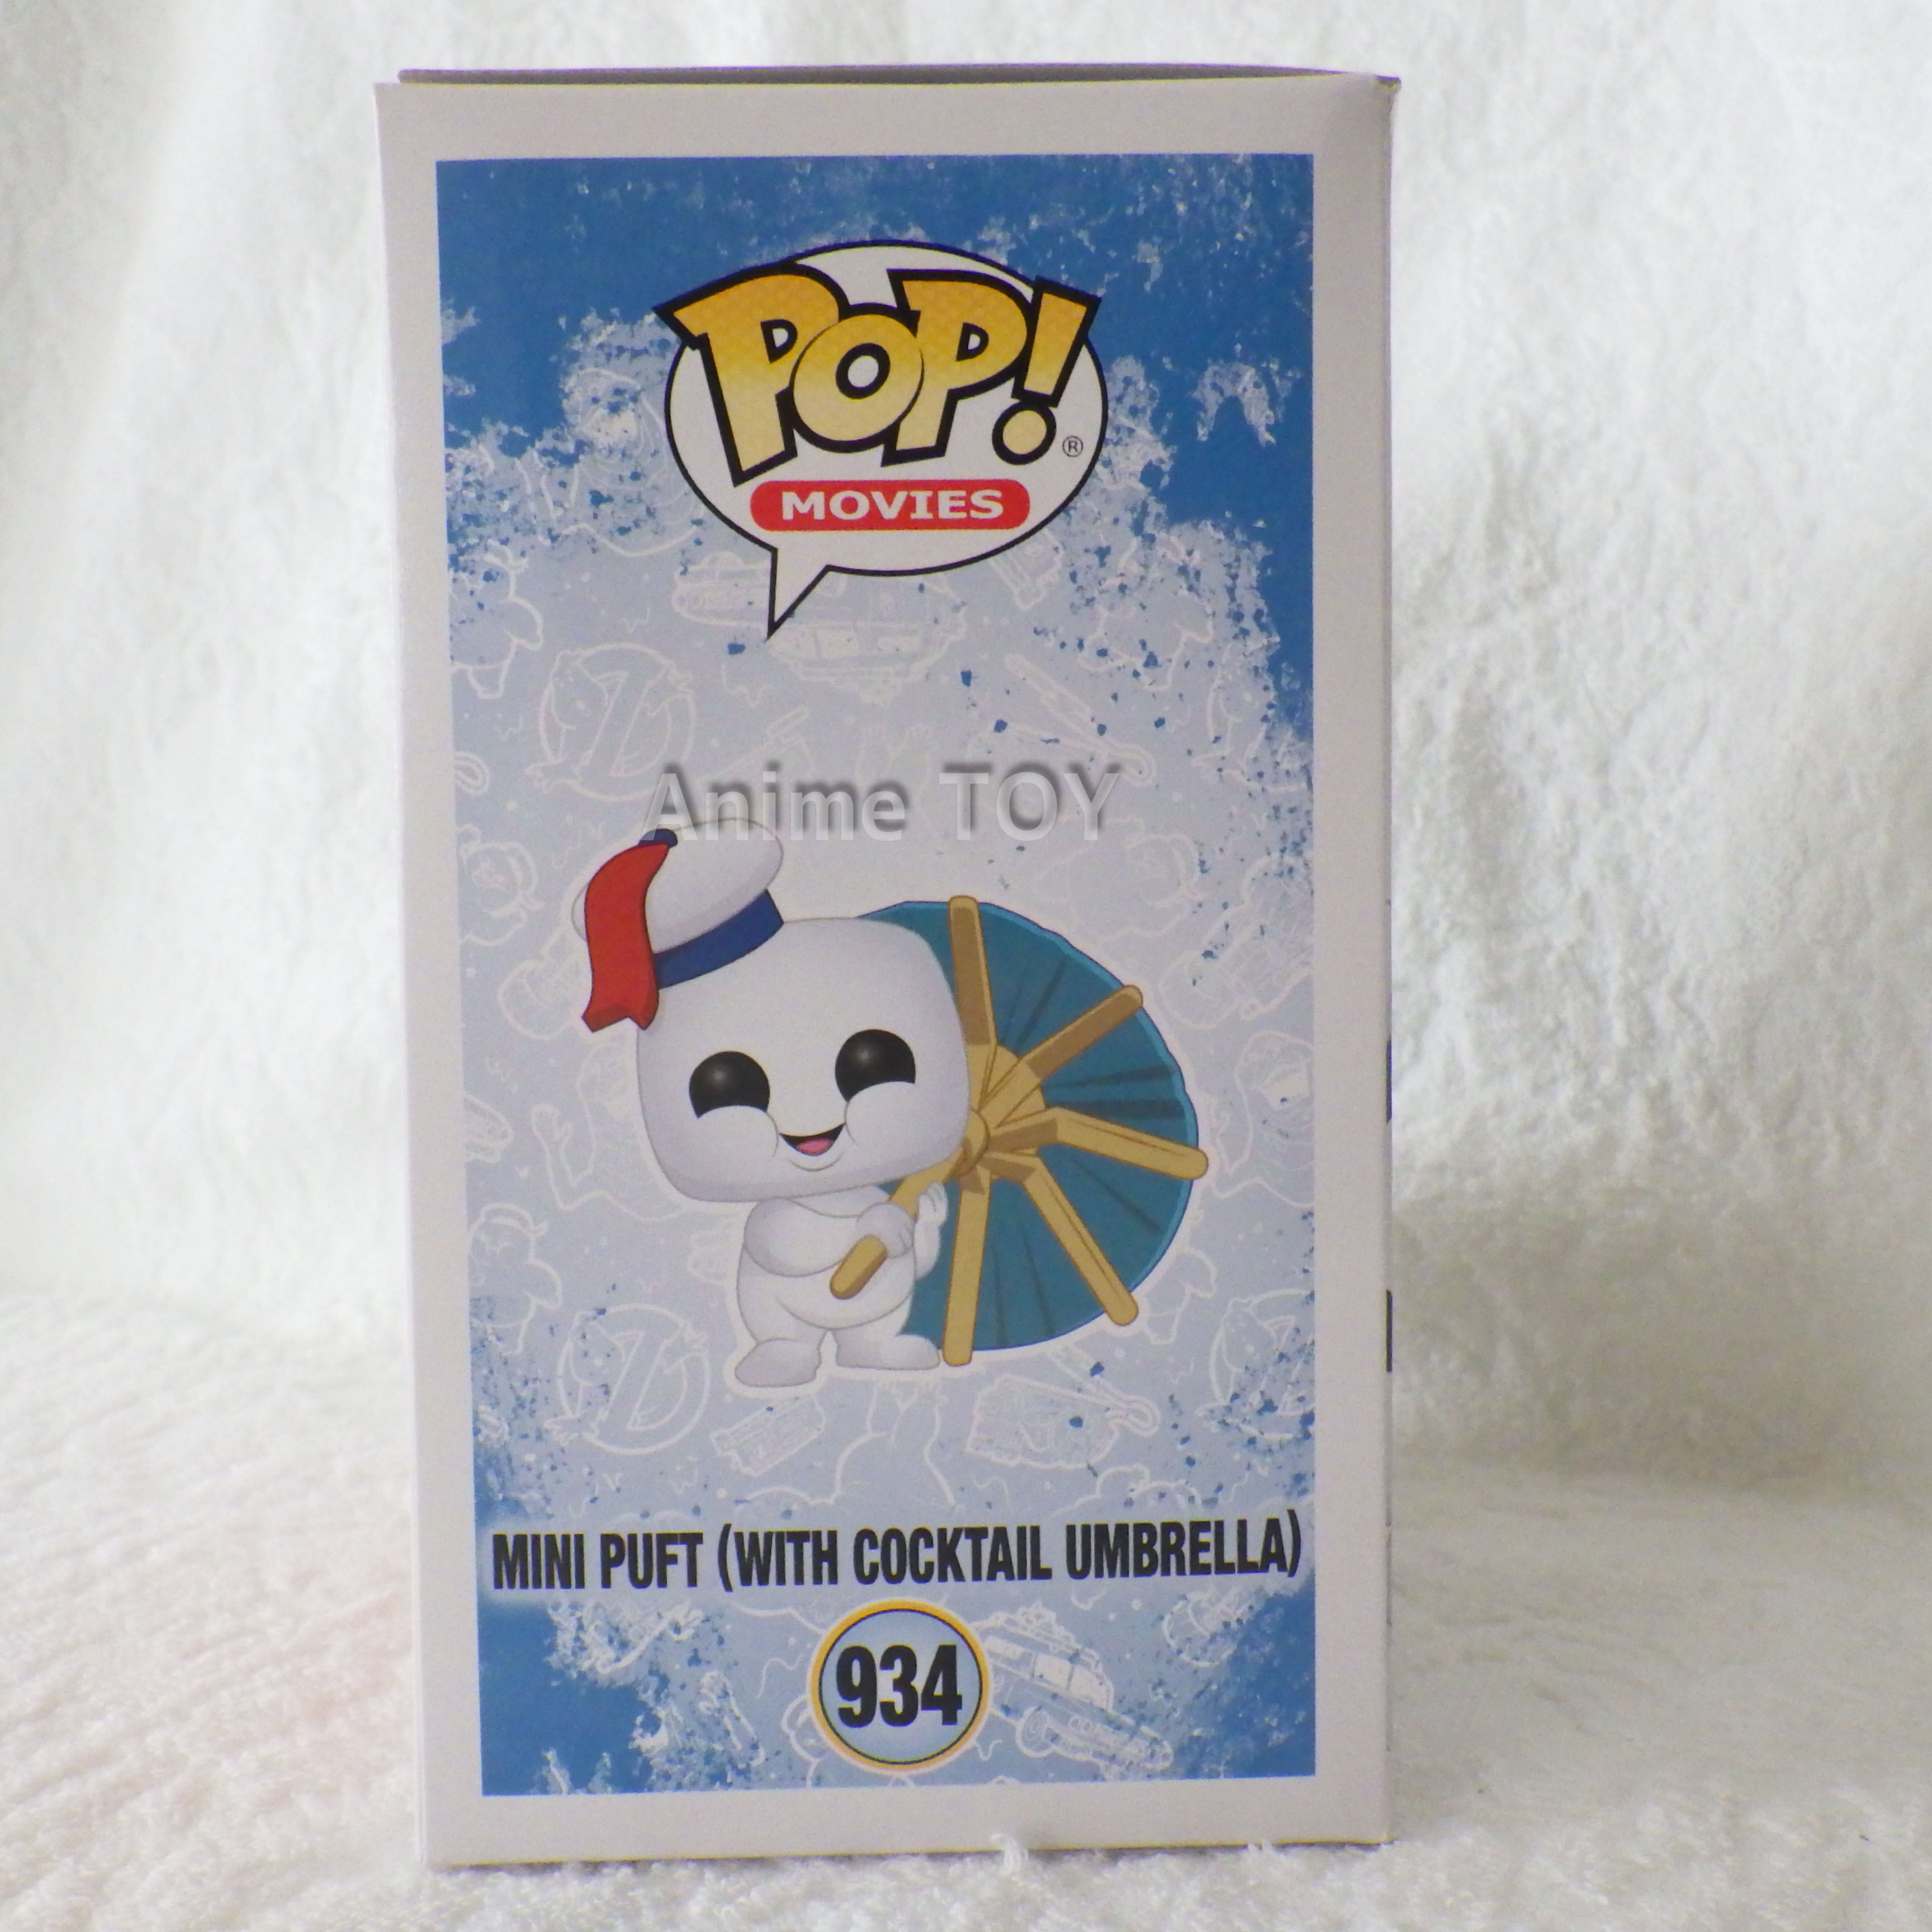 POP!
®
MOVIES
Anime TOY
MINI PUFT (WITH COCKTAIL UMBRELLA)
934